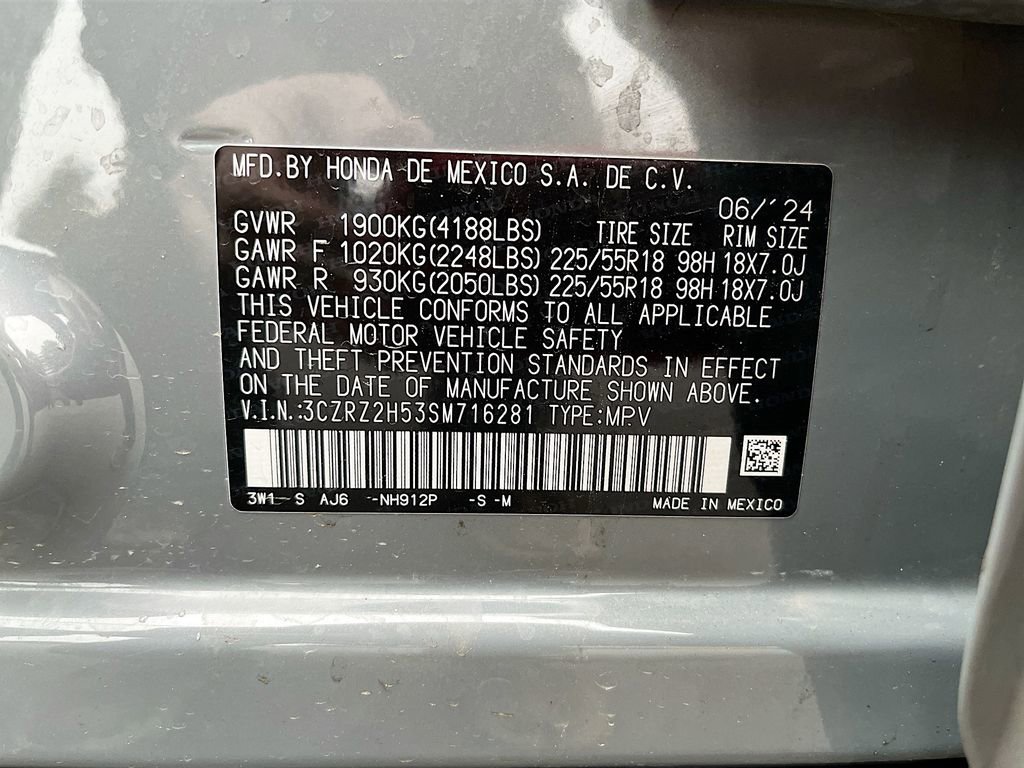 MFD.BY HONDA DE MEXICO S.A. DE C.V.
06/'24
GVWR 1900KG(4188LBS) TIRE SIZE RIM SIZE
GAWR F 1020KG(2248LBS) 225/55R18 98H 18X7.0J
GAWR R 930KG(2050LBS) 225/55R18 98H 18X7.0J
THIS VEHICLE CONFORMS TO ALL APPLICABLE
FEDERAL MOTOR VEHICLE SAFETY
AND THEFT PREVENTION STANDARDS IN EFFECT
ON THE DATE OF MANUFACTURE SHOWN ABOVE.
V.I.N.:3CZRZ2H53SM716281 TYPE:MPV
3W1-S AJ6 -NH912P -S -M MADE IN MEXICO